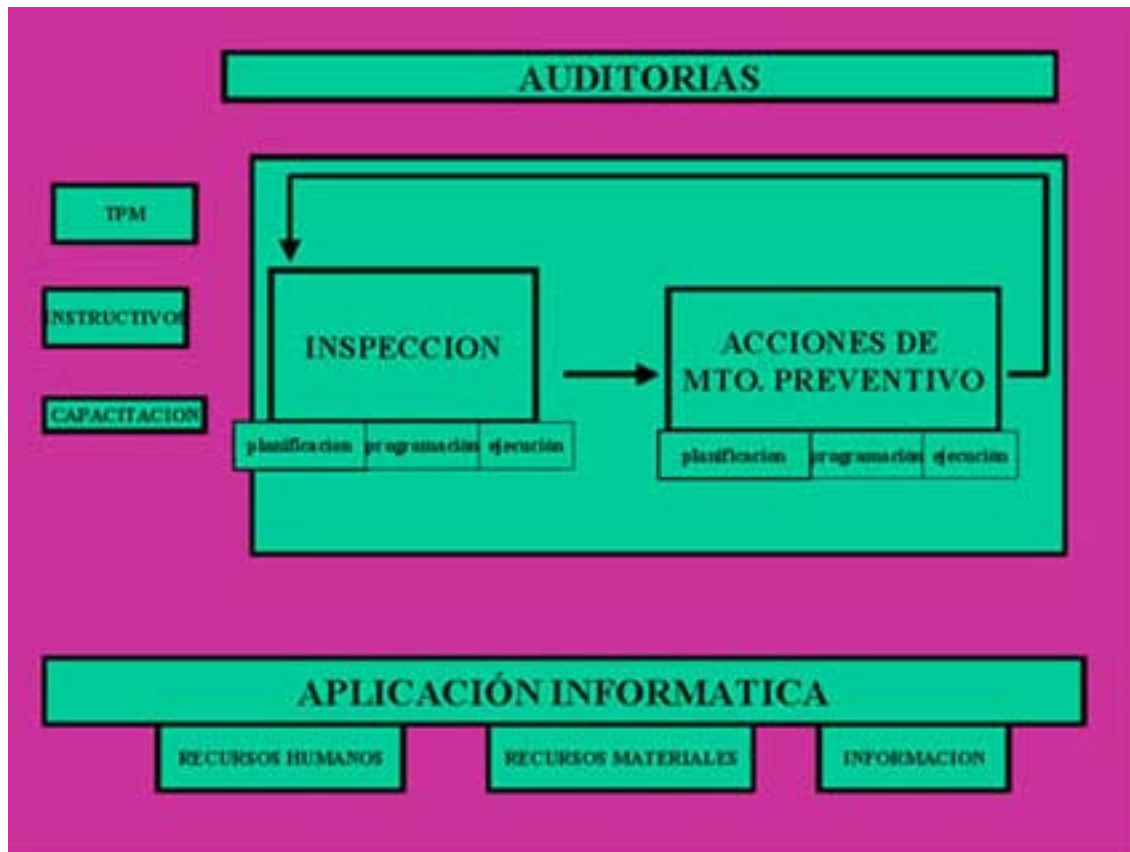 AUDITORIAS
TPM
INSTRUCTIVOS
CAPACITACION
INSPECCION
planificacion programación ejecución
ACCIONES DE
MTO. PREVENTIVO
planificacion programación ejecución
APLICACIÓN INFORMATICA
RECURSOS HUMANOS
RECURSOS MATERIALES
INFORMACION